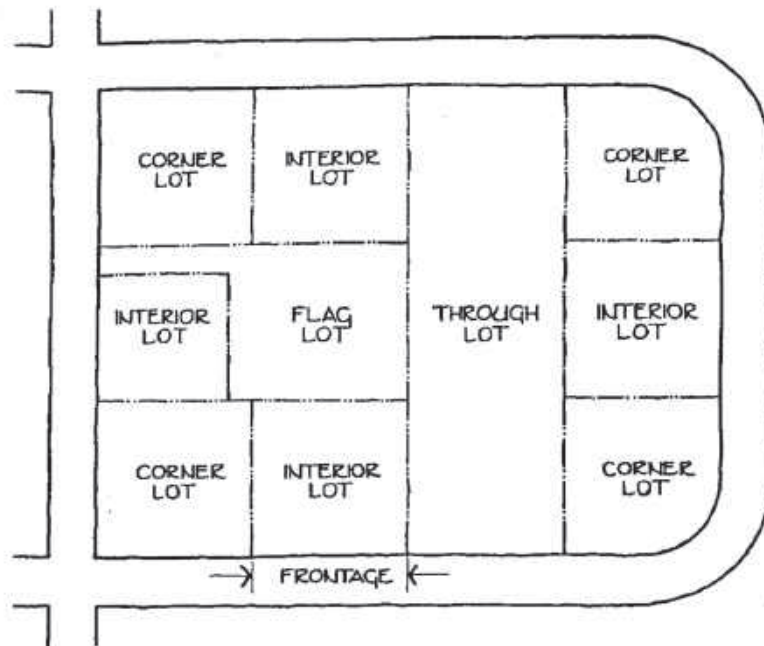 CORNER
LOT
INTERIOR
LOT
CORNER
LOT
INTERIOR
LOT
FLAG
LOT
THROUGH
LOT
INTERIOR
LOT
CORNER
LOT
INTERIOR
LOT
CORNER
LOT
FRONTAGE